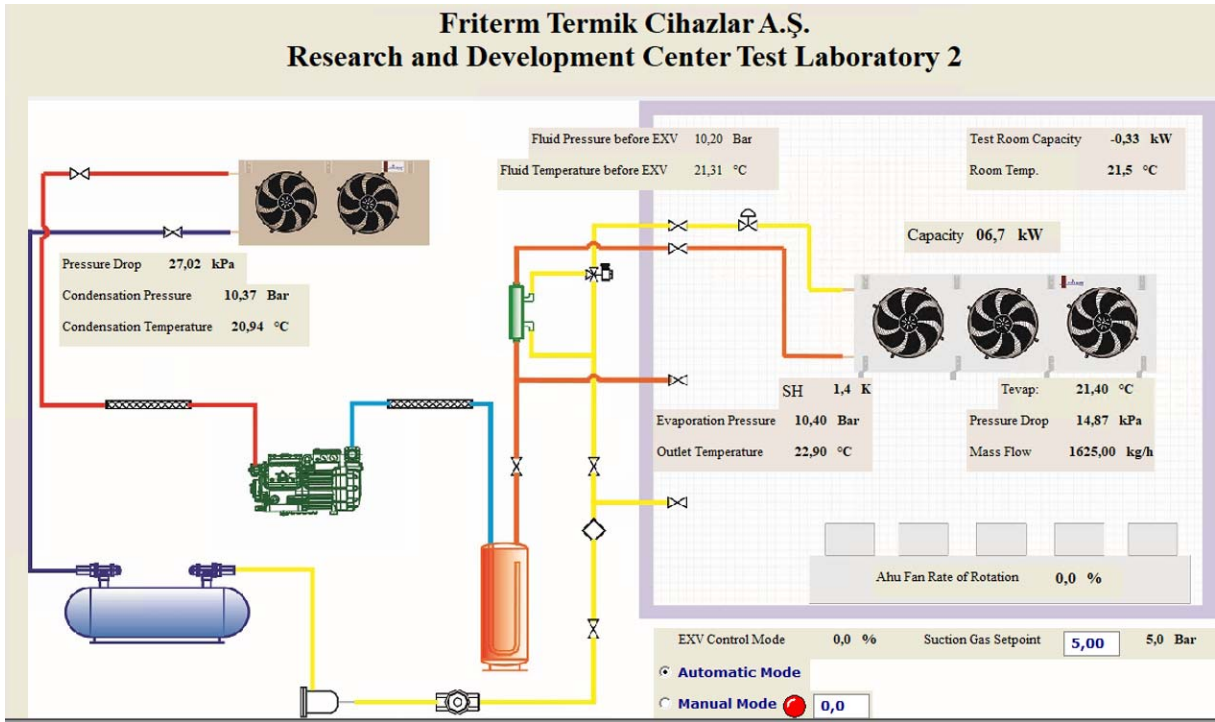 Friterm Termik Cihazlar A.Ş.
Research and Development Center Test Laboratory 2
Fluid Pressure before EXV 10,20 Bar
Fluid Temperature before EXV 21,31 °C
Test Room Capacity -0,33 kW
Room Temp. 21,5 °C
Capacity 06,7 kW
Pressure Drop 27,02 kPa
Condensation Pressure 10,37 Bar
Condensation Temperature 20,94 °C
SH 1,4 K
Evaporation Pressure 10,40 Bar
Outlet Temperature 22,90 °C
Tevap: 21,40 °C
Pressure Drop 14,87 kPa
Mass Flow 1625,00 kg/h
Ahu Fan Rate of Rotation 0,0 %
EXV Control Mode 0,0 % Suction Gas Setpoint 5,00 5,0 Bar
Automatic Mode
Manual Mode 0,0